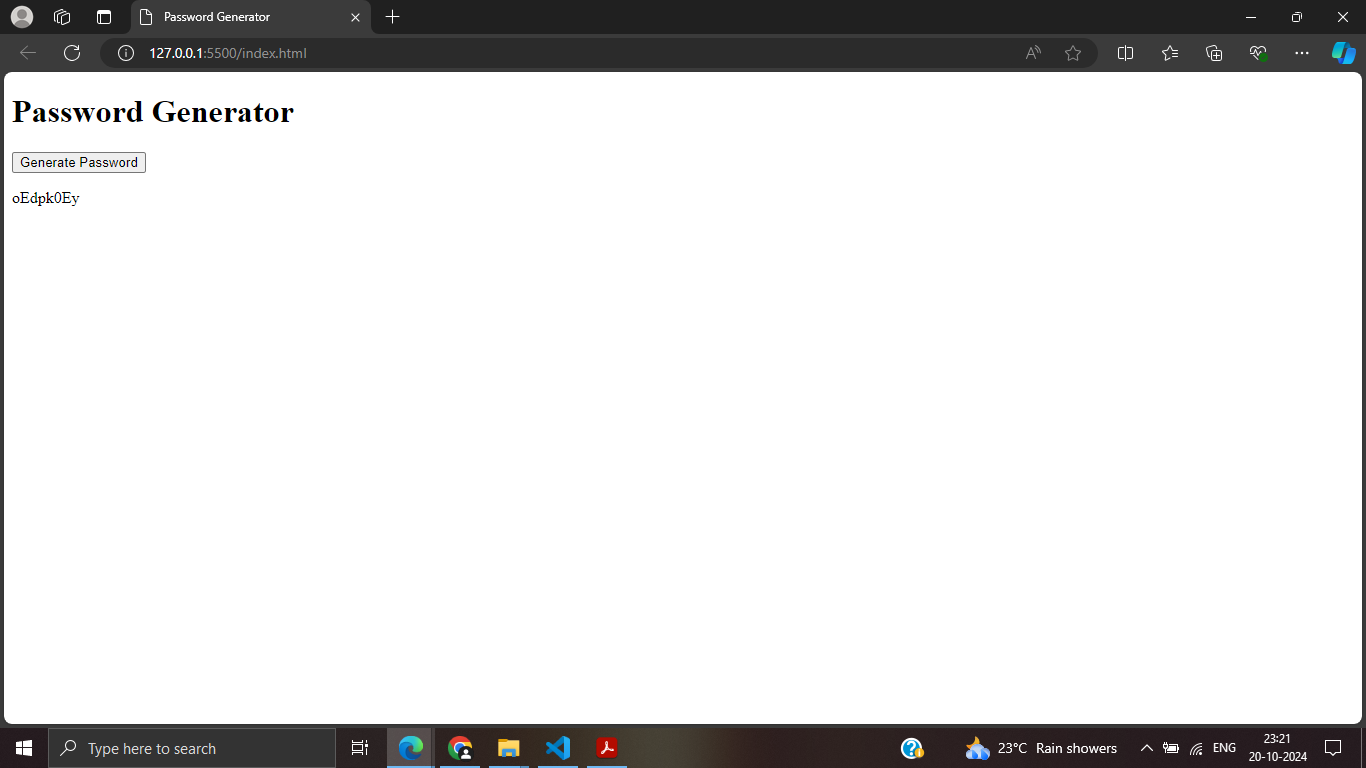 Password Generator
127.0.0.1:5500/index.html
Password Generator
Generate Password
oEdpk0Ey
Type here to search
23°C Rain showers
ENG
23:21
20-10-2024